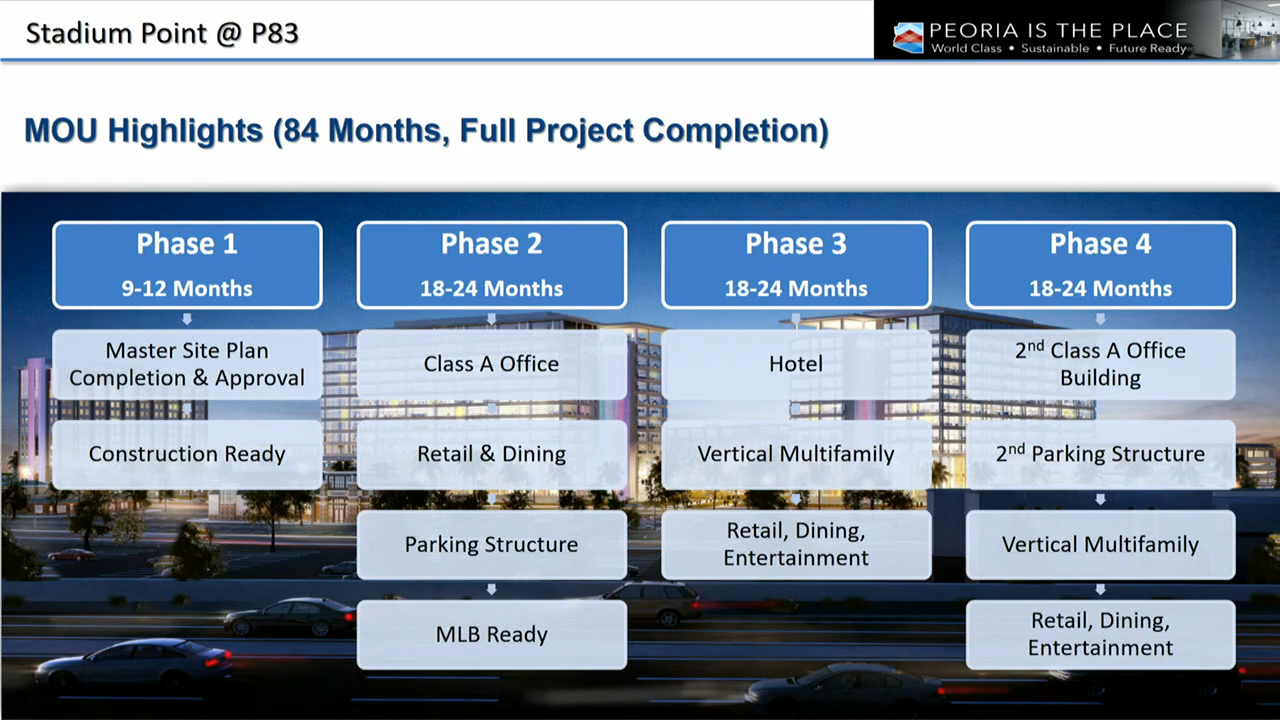 Stadium Point @ P83
PEORIA IS THE PLACE
World Class • Sustainable • Future Ready
MOU Highlights (84 Months, Full Project Completion)
Phase 1
9-12 Months
Master Site Plan
Completion & Approval
Construction Ready
Phase 2
18-24 Months
Class A Office
Retail & Dining
Parking Structure
MLB Ready
Phase 3
18-24 Months
Hotel
Vertical Multifamily
Retail, Dining,
Entertainment
Phase 4
18-24 Months
2nd Class A Office
Building
2nd Parking Structure
Vertical Multifamily
Retail, Dining,
Entertainment